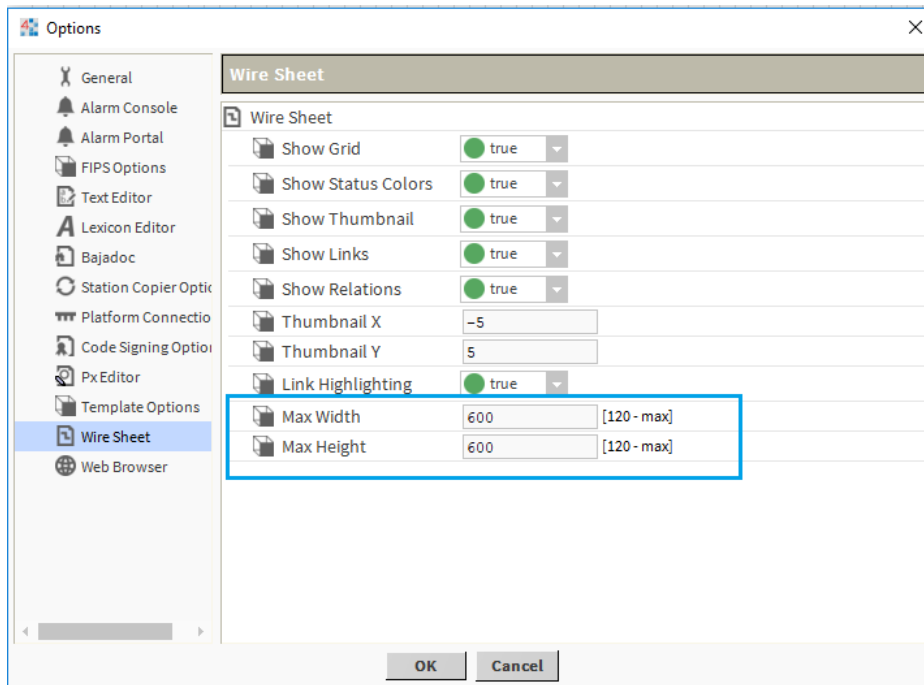 Options
General
Alarm Console
Alarm Portal
FIPS Options
Text Editor
Lexicon Editor
Bajadoc
Station Copier Optic
Platform Connectio
Code Signing Option
Px Editor
Template Options
Wire Sheet
Web Browser
Wire Sheet
Wire Sheet
Show Grid true
Show Status Colors true
Show Thumbnail true
Show Links true
Show Relations true
Thumbnail X -5
Thumbnail Y 5
Link Highlighting true
Max Width 600 [120 - max]
Max Height 600 [120 - max]
OK Cancel